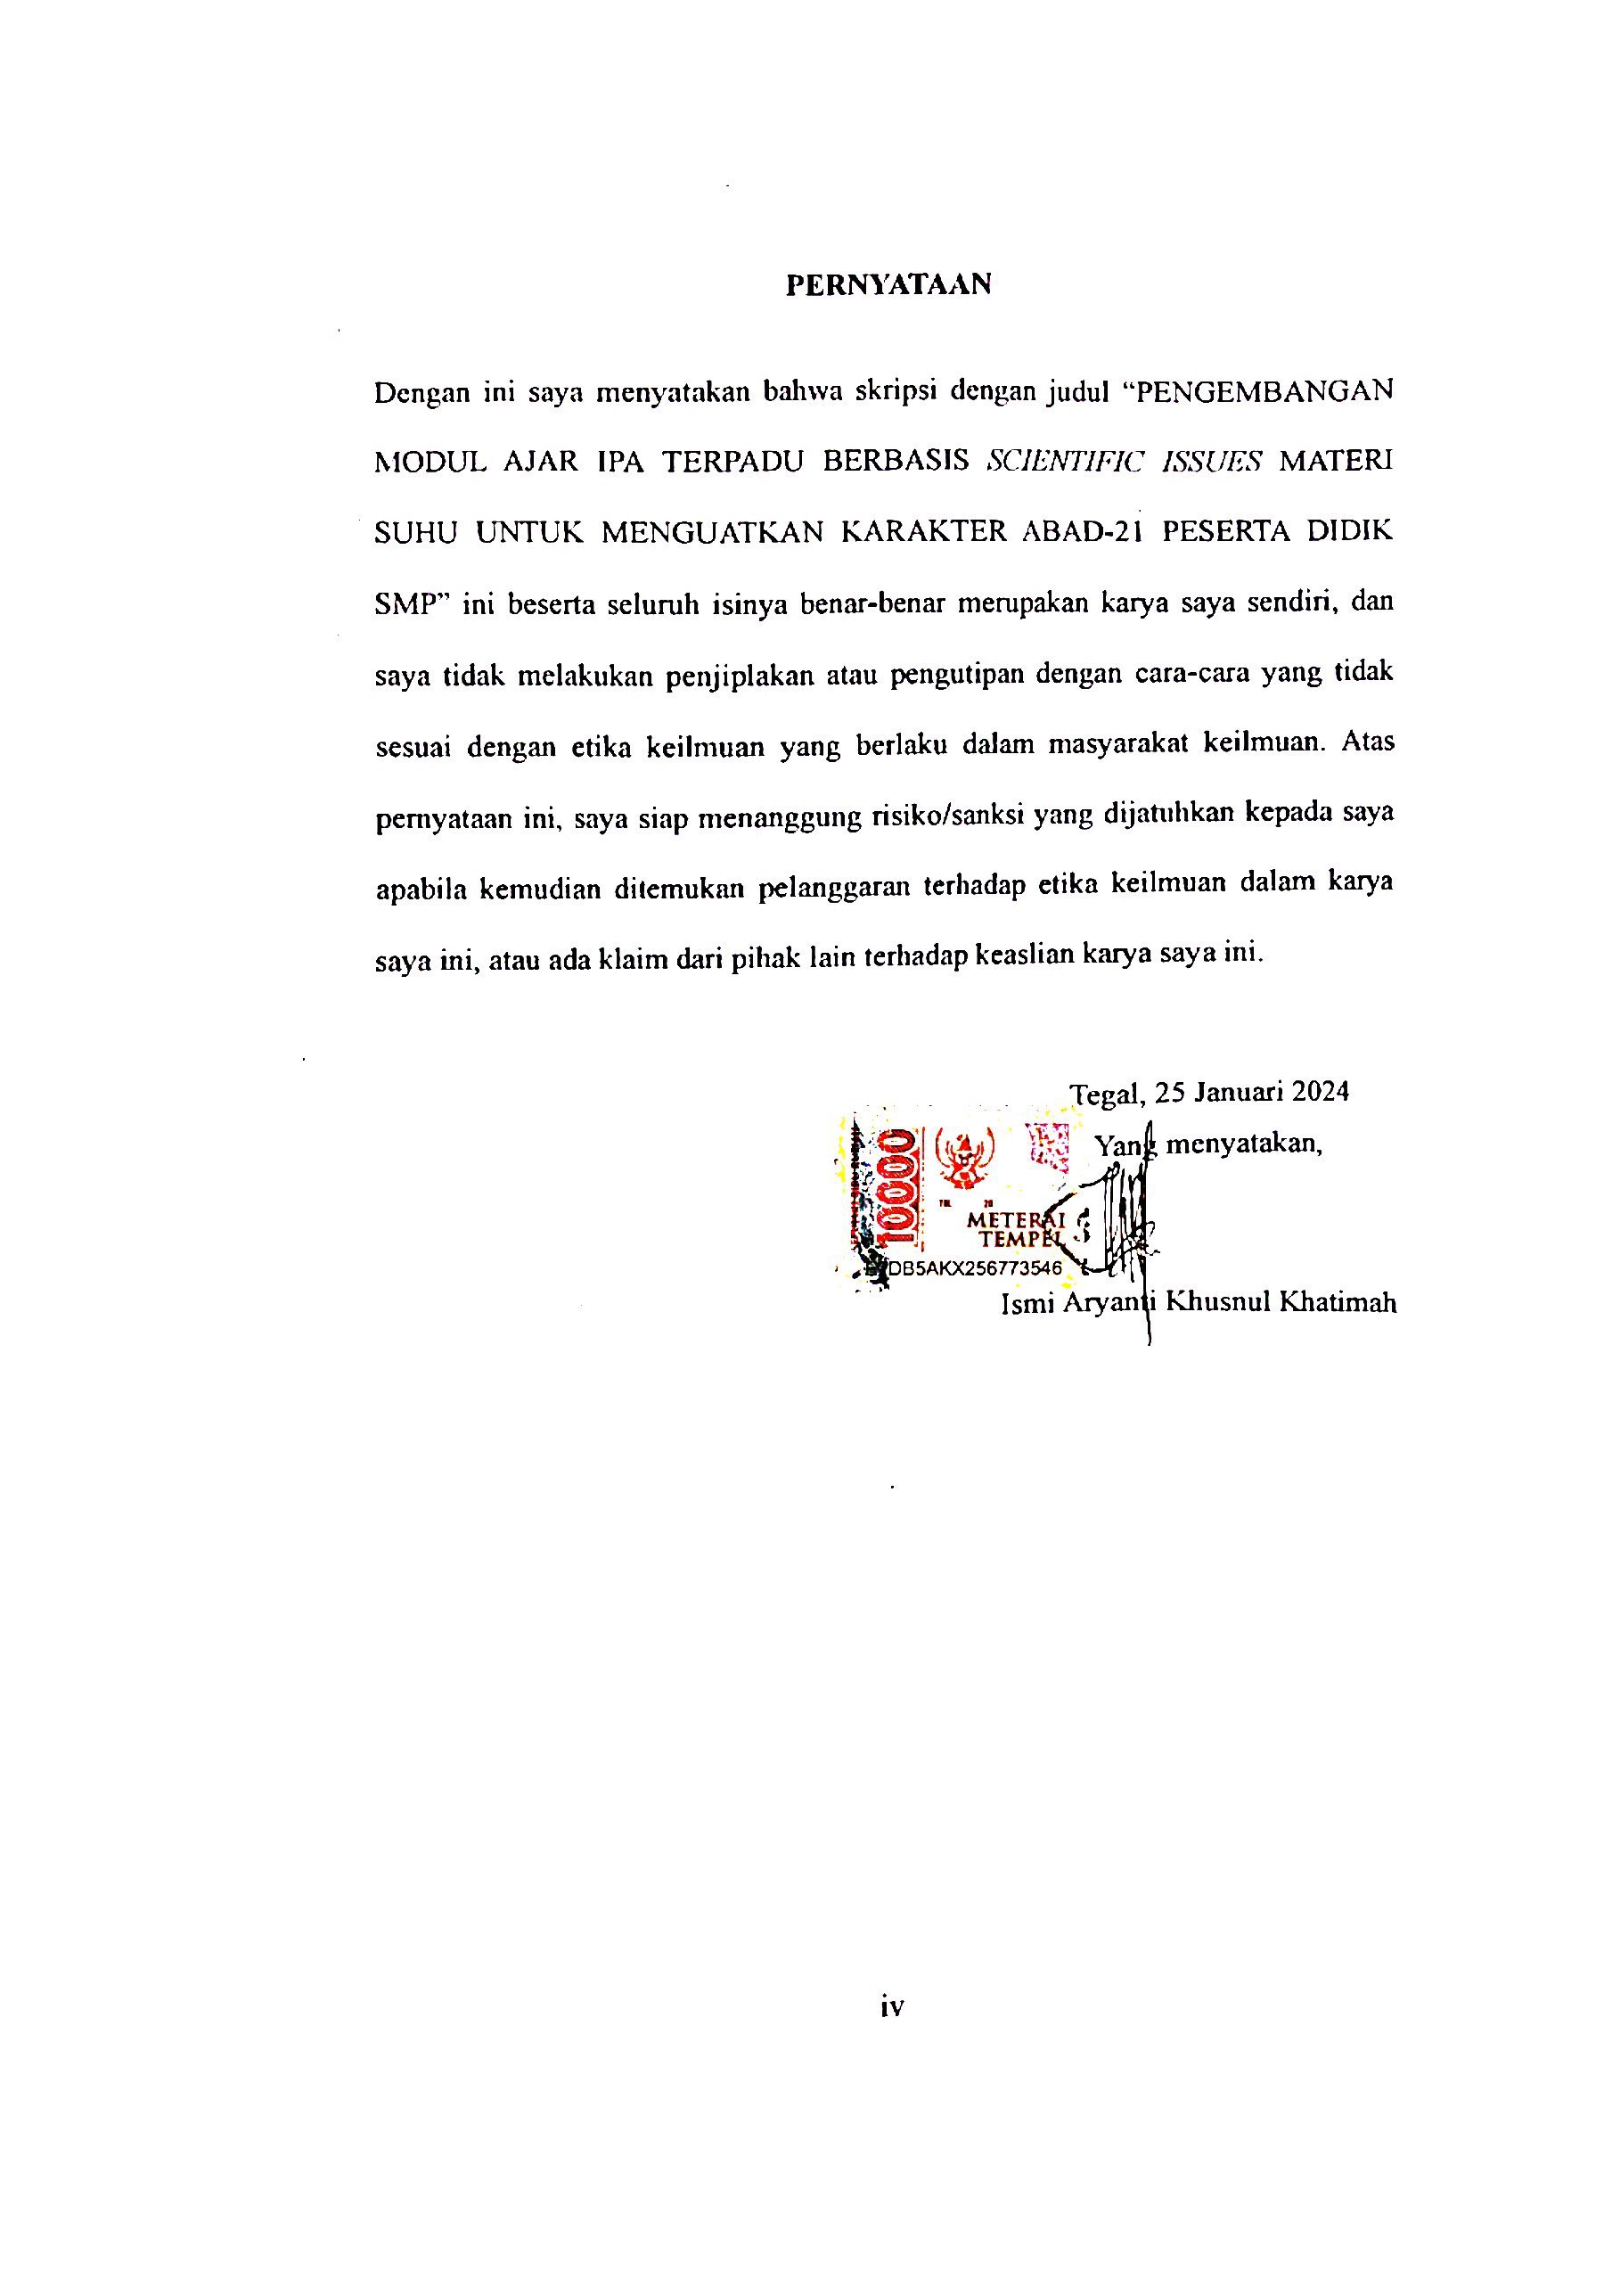 PERNYATAAN
Dengan ini saya menyatakan bahwa skripsi dengan judul “PENGEMBANGAN
MODUL AJAR IPA TERPADU BERBASIS SCIENTIFIC ISSUES MATERI
SUHU UNTUK MENGUATKAN KARAKTER ABAD-21 PESERTA DIDIK
SMP” ini beserta seluruh isinya benar-benar merupakan karya saya sendiri, dan
saya tidak melakukan penjiplakan atau pengutipan dengan cara-cara yang tidak
sesuai dengan etika keilmuan yang berlaku dalam masyarakat keilmuan. Atas
pernyataan ini, saya siap menanggung risiko/sanksi yang dijatuhkan kepada saya
apabila kemudian ditemukan pelanggaran terhadap etika keilmuan dalam karya
saya ini, atau ada klaim dari pihak lain terhadap keaslian karya saya ini.
Tegal, 25 Januari 2024
Yang menyatakan,
10000
METERAI
TEMPEL
DB5AKX256773546
Ismi Aryanti Khusnul Khatimah
iv